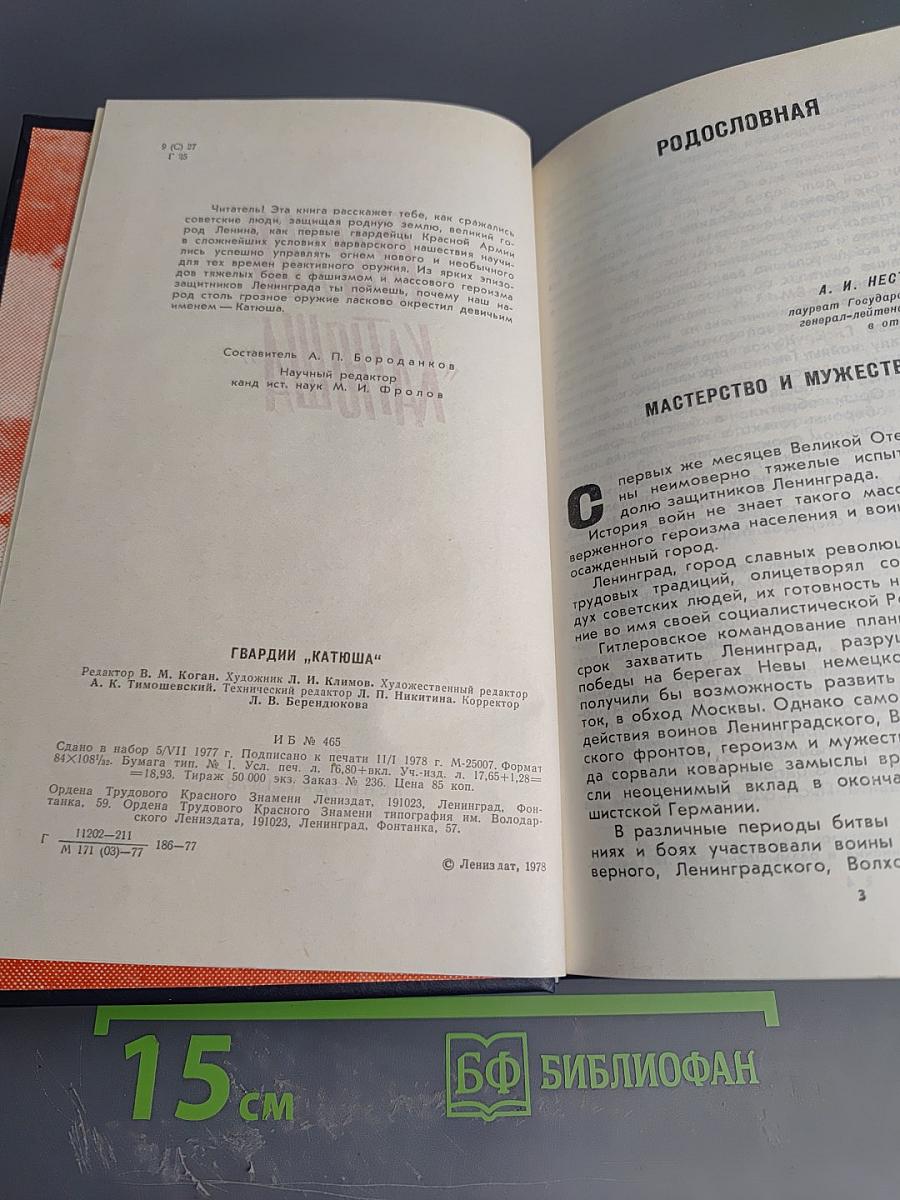 9 (С) 27
Г 25
Читатель! Эта книга расскажет тебе, как сражались
советские люди, защищая родную землю, великий го-
род Ленина, как первые гвардейцы Красной Армии
в сложнейших условиях варварского нашествия научи-
лись успешно управлять огнем нового и необычного
для тех времен реактивного оружия. Из ярких эпизо-
дов тяжелых боев с фашизмом и массового героизма
защитников Ленинграда ты поймешь, почему наш на-
род столь грозное оружие ласково окрестил девичьим
именем — Катюша.
Составитель А. П. Бороданков
Научный редактор
канд ист. наук М. И. Фролов
ГВАРДИИ „КАТЮША“
Редактор В. М. Коган. Художник Л. И. Климов. Художественный редактор
А. К. Тимошевский. Технический редактор Л. П. Никитина. Корректор
Л. В. Берендюкова
И Б № 465
Сдано в набор 5/VII 1977 г. Подписано к печати 11/I 1978 г. М-25007. Формат
84×108¹/₃₂. Бумага тип. № 1. Усл. печ. л. 16,80+вкл. Уч.-изд. л. 17,65+1,28=
=18,93. Тираж 50 000 экз. Заказ № 236. Цена 85 коп.
Ордена Трудового Красного Знамени Лениздат, 191023, Ленинград, Фон-
танка, 59. Ордена Трудового Красного Знамени типография им. Володар-
ского Лениздата, 191023, Ленинград, Фонтанка, 57.
Г 11202—211 186—77
М 171 (03)—77
© Лениздат, 1978
РОДОСЛОВНАЯ
А. И. НЕСТ
лауреат Государс
генерал-лейтена
в от
МАСТЕРСТВО И МУЖЕСТВ
С первых же месяцев Великой Оте
ны неимоверно тяжелые испыт
долю защитников Ленинграда.
История войн не знает такого масс
верженного героизма населения и воин
осажденный город.
Ленинград, город славных революц
трудовых традиций, олицетворял со
дух советских людей, их готовность н
ние во имя своей социалистической Ро
Гитлеровское командование план
срок захватить Ленинград, разруш
победы на берегах Невы немецко
получили бы возможность развить
ток, в обход Москвы. Однако само
действия воинов Ленинградского, В
ского фронтов, героизм и мужест
да сорвали коварные замыслы вр
сли неоценимый вклад в оконча
шистской Германии.
В различные периоды битвы
ниях и боях участвовали воины
верного, Ленинградского, Волхо
3
15 см
БФ БИБЛИОФАН